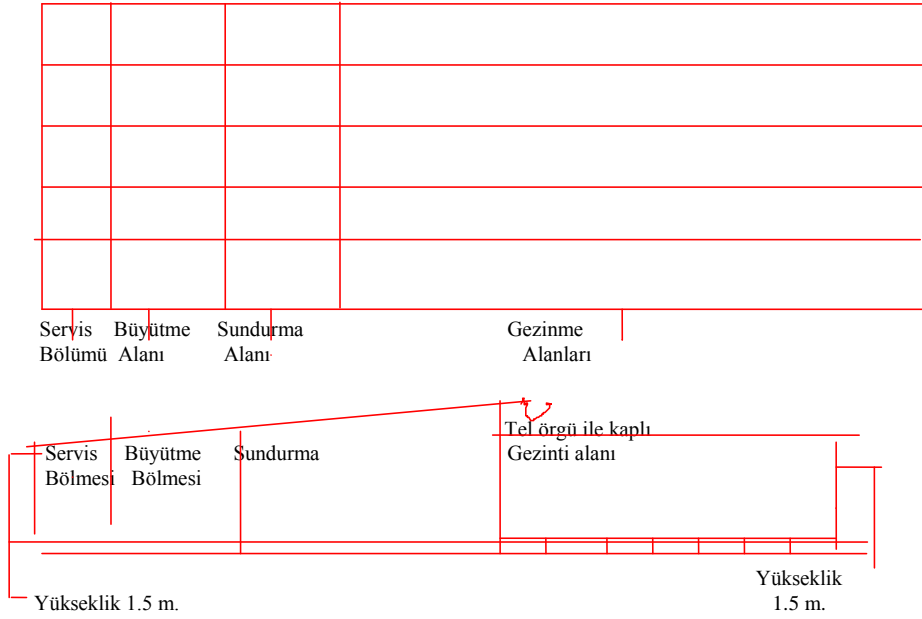 Servis Büyütme Sundurma Gezinme
Bölümü Alanı Alanı Alanları
Tel örgü ile kaplı
Servis Büyütme Sundurma Gezinti alanı
Bölmesi Bölmesi
Yükseklik
Yükseklik 1.5 m. 1.5 m.